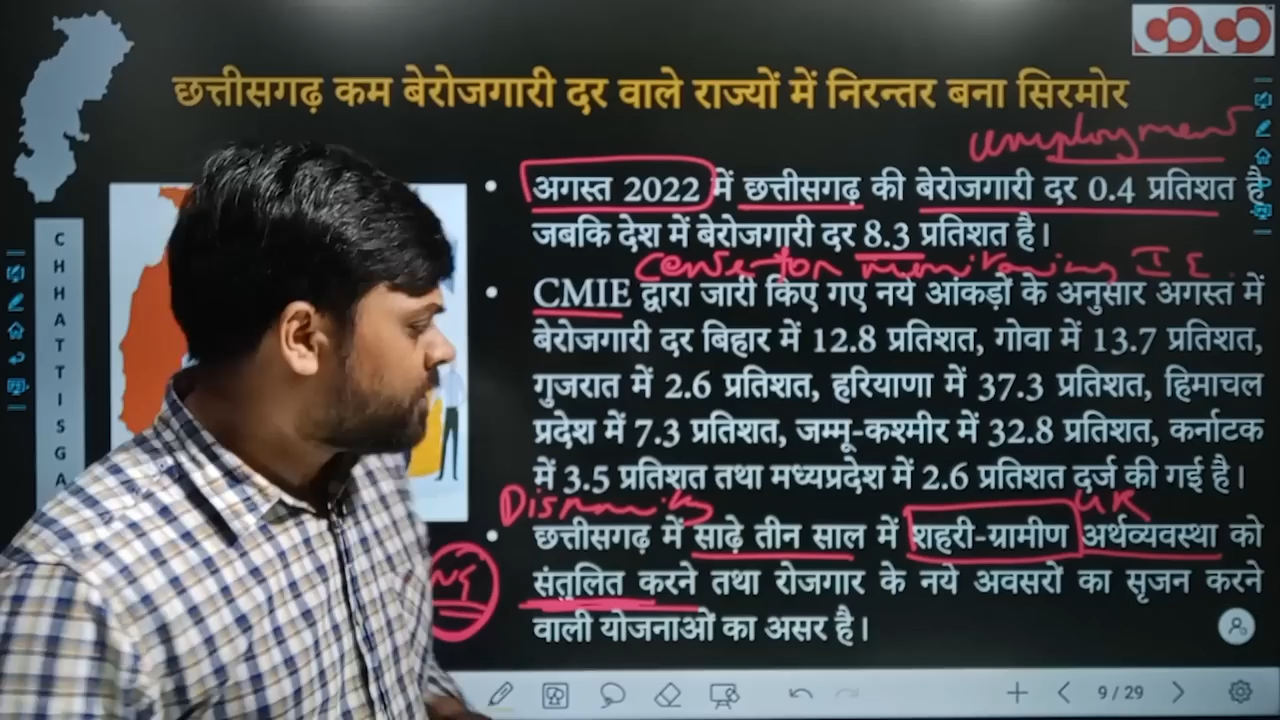 छत्तीसगढ़ कम बेरोजगारी दर वाले राज्यों में निरन्तर बना सिरमोर
unemployment
• अगस्त 2022 में छत्तीसगढ़ की बेरोजगारी दर 0.4 प्रतिशत है
जबकि देश में बेरोजगारी दर 8.3 प्रतिशत है।
for monitoring I E
• CMIE द्वारा जारी किए गए नये आंकड़ों के अनुसार अगस्त में
बेरोजगारी दर बिहार में 12.8 प्रतिशत, गोवा में 13.7 प्रतिशत,
गुजरात में 2.6 प्रतिशत, हरियाणा में 37.3 प्रतिशत, हिमाचल
प्रदेश में 7.3 प्रतिशत, जम्मू-कश्मीर में 32.8 प्रतिशत, कर्नाटक
में 3.5 प्रतिशत तथा मध्यप्रदेश में 2.6 प्रतिशत दर्ज की गई है।
• छत्तीसगढ़ में साढ़े तीन साल में शहरी-ग्रामीण अर्थव्यवस्था को
संतुलित करने तथा रोजगार के नये अवसरों का सृजन करने
वाली योजनाओं का असर है।
CHHATTISGA
9 / 29